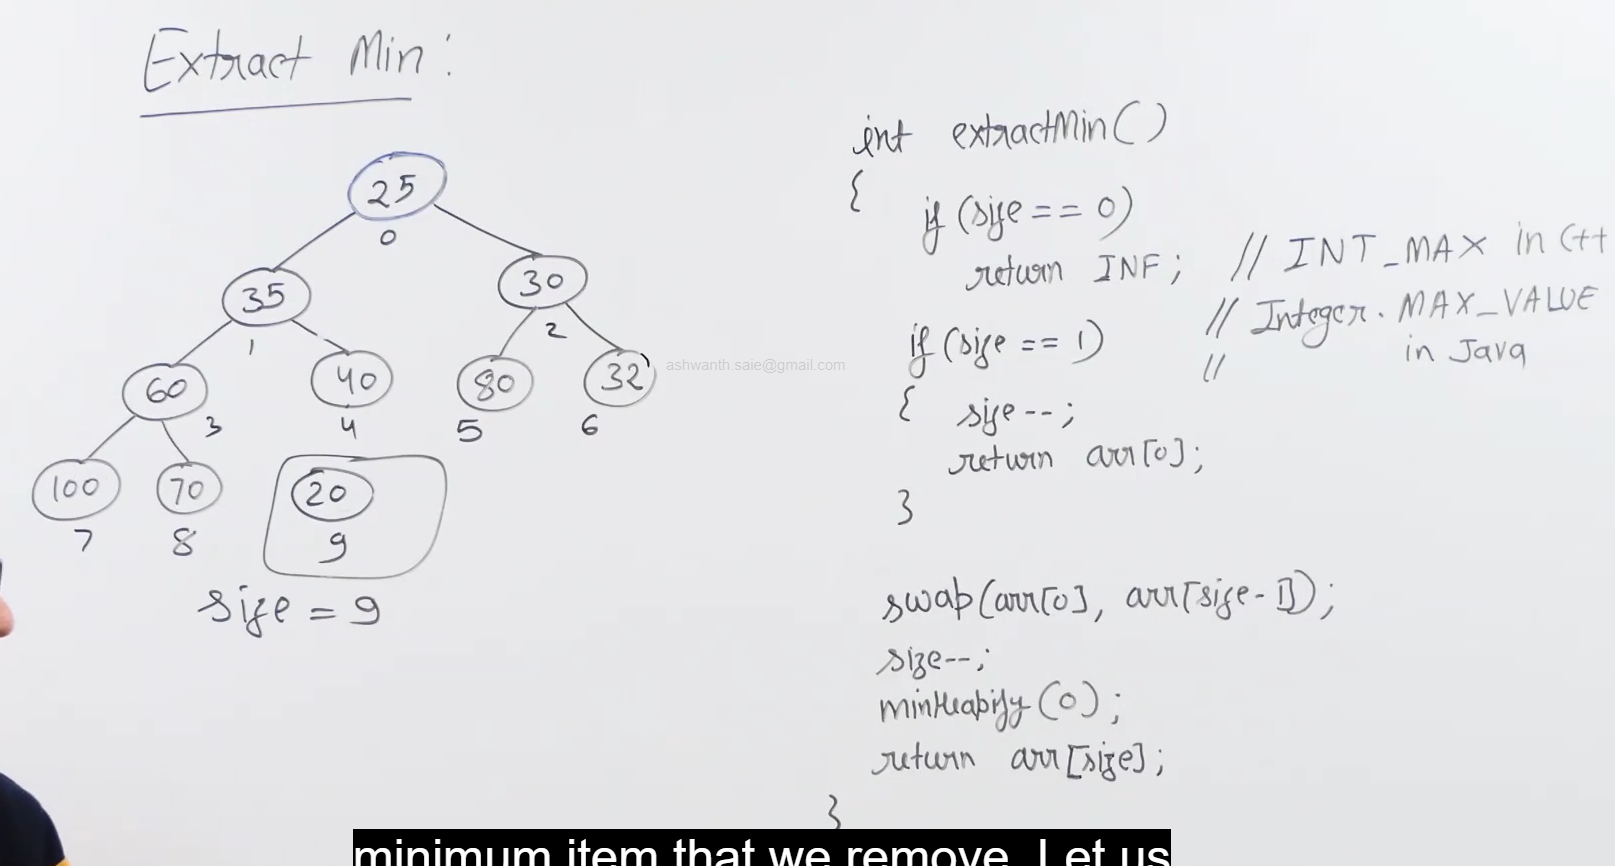 Extract Min:
25
0
35
30
1
2
60
40
80
32
3
4
5
6
100
70
20
7
8
9
size = 9
int extractMin()
{
if (size == 0)
return INF; // INT_MAX in C++
// Integer.MAX_VALUE
in Java
if (size == 1)
//
{ size--;
return arr[0];
}
swap(arr[0], arr[size-1]);
size--;
minHeapify(0);
return arr[size];
}
ashwanth.saie@gmail.com
minimum item that we remove. Let us